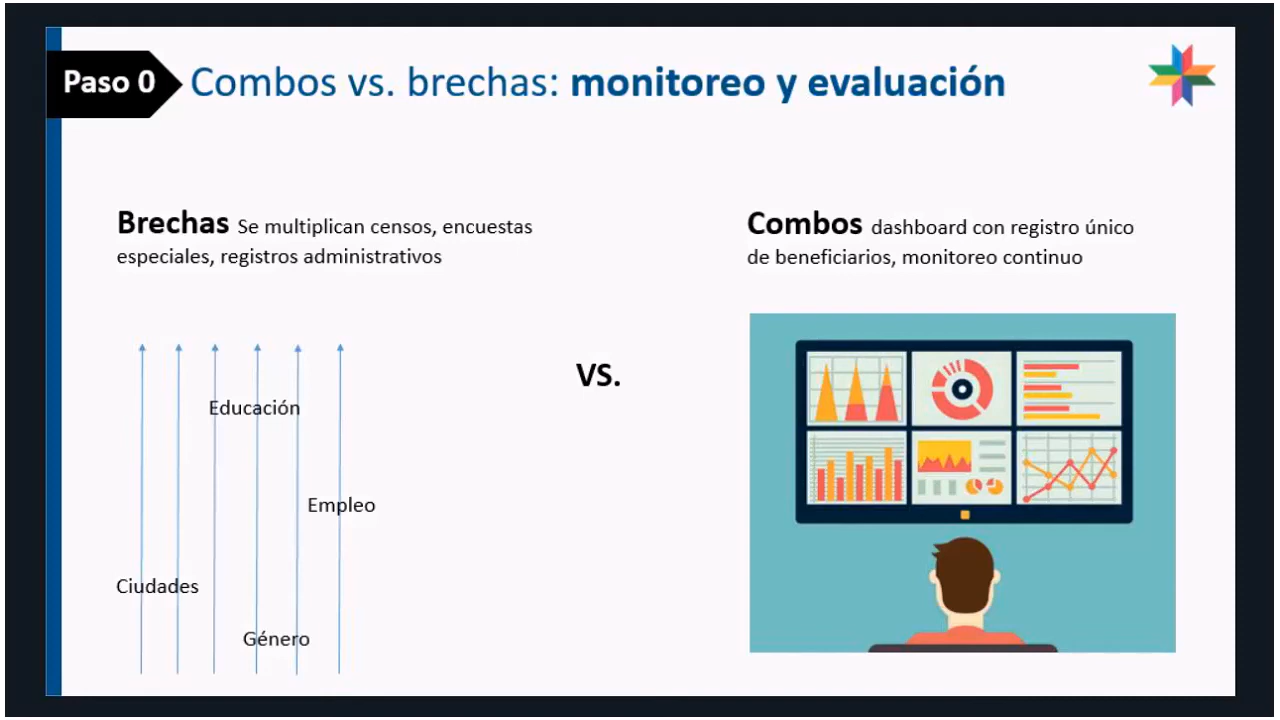 Paso 0
Combos vs. brechas: monitoreo y evaluación
Brechas Se multiplican censos, encuestas
especiales, registros administrativos
Educación
Empleo
Ciudades
Género
VS.
Combos dashboard con registro único
de beneficiarios, monitoreo continuo